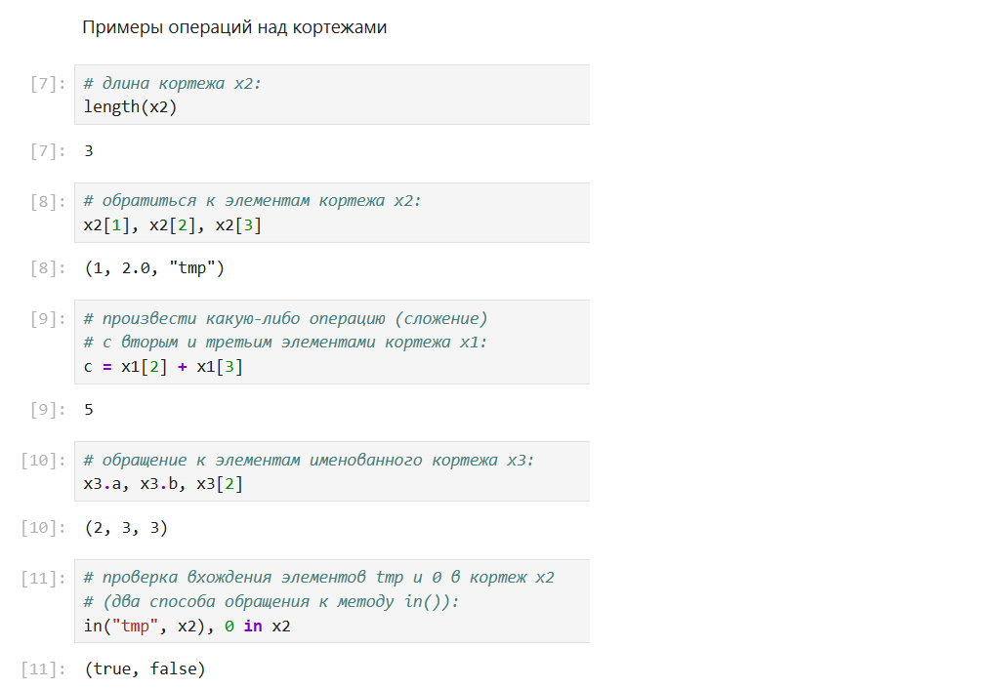 Примеры операций над кортежами
[7]: # длина кортежа x2:
length(x2)
[7]: 3
[8]: # обратиться к элементам кортежа x2:
x2[1], x2[2], x2[3]
[8]: (1, 2.0, "tmp")
[9]: # произвести какую-либо операцию (сложение)
# с вторым и третьим элементами кортежа x1:
c = x1[2] + x1[3]
[9]: 5
[10]: # обращение к элементам именованного кортежа x3:
x3.a, x3.b, x3[2]
[10]: (2, 3, 3)
[11]: # проверка вхождения элементов tmp и 0 в кортеж x2
# (два способа обращения к методу in()):
in("tmp", x2), 0 in x2
[11]: (true, false)